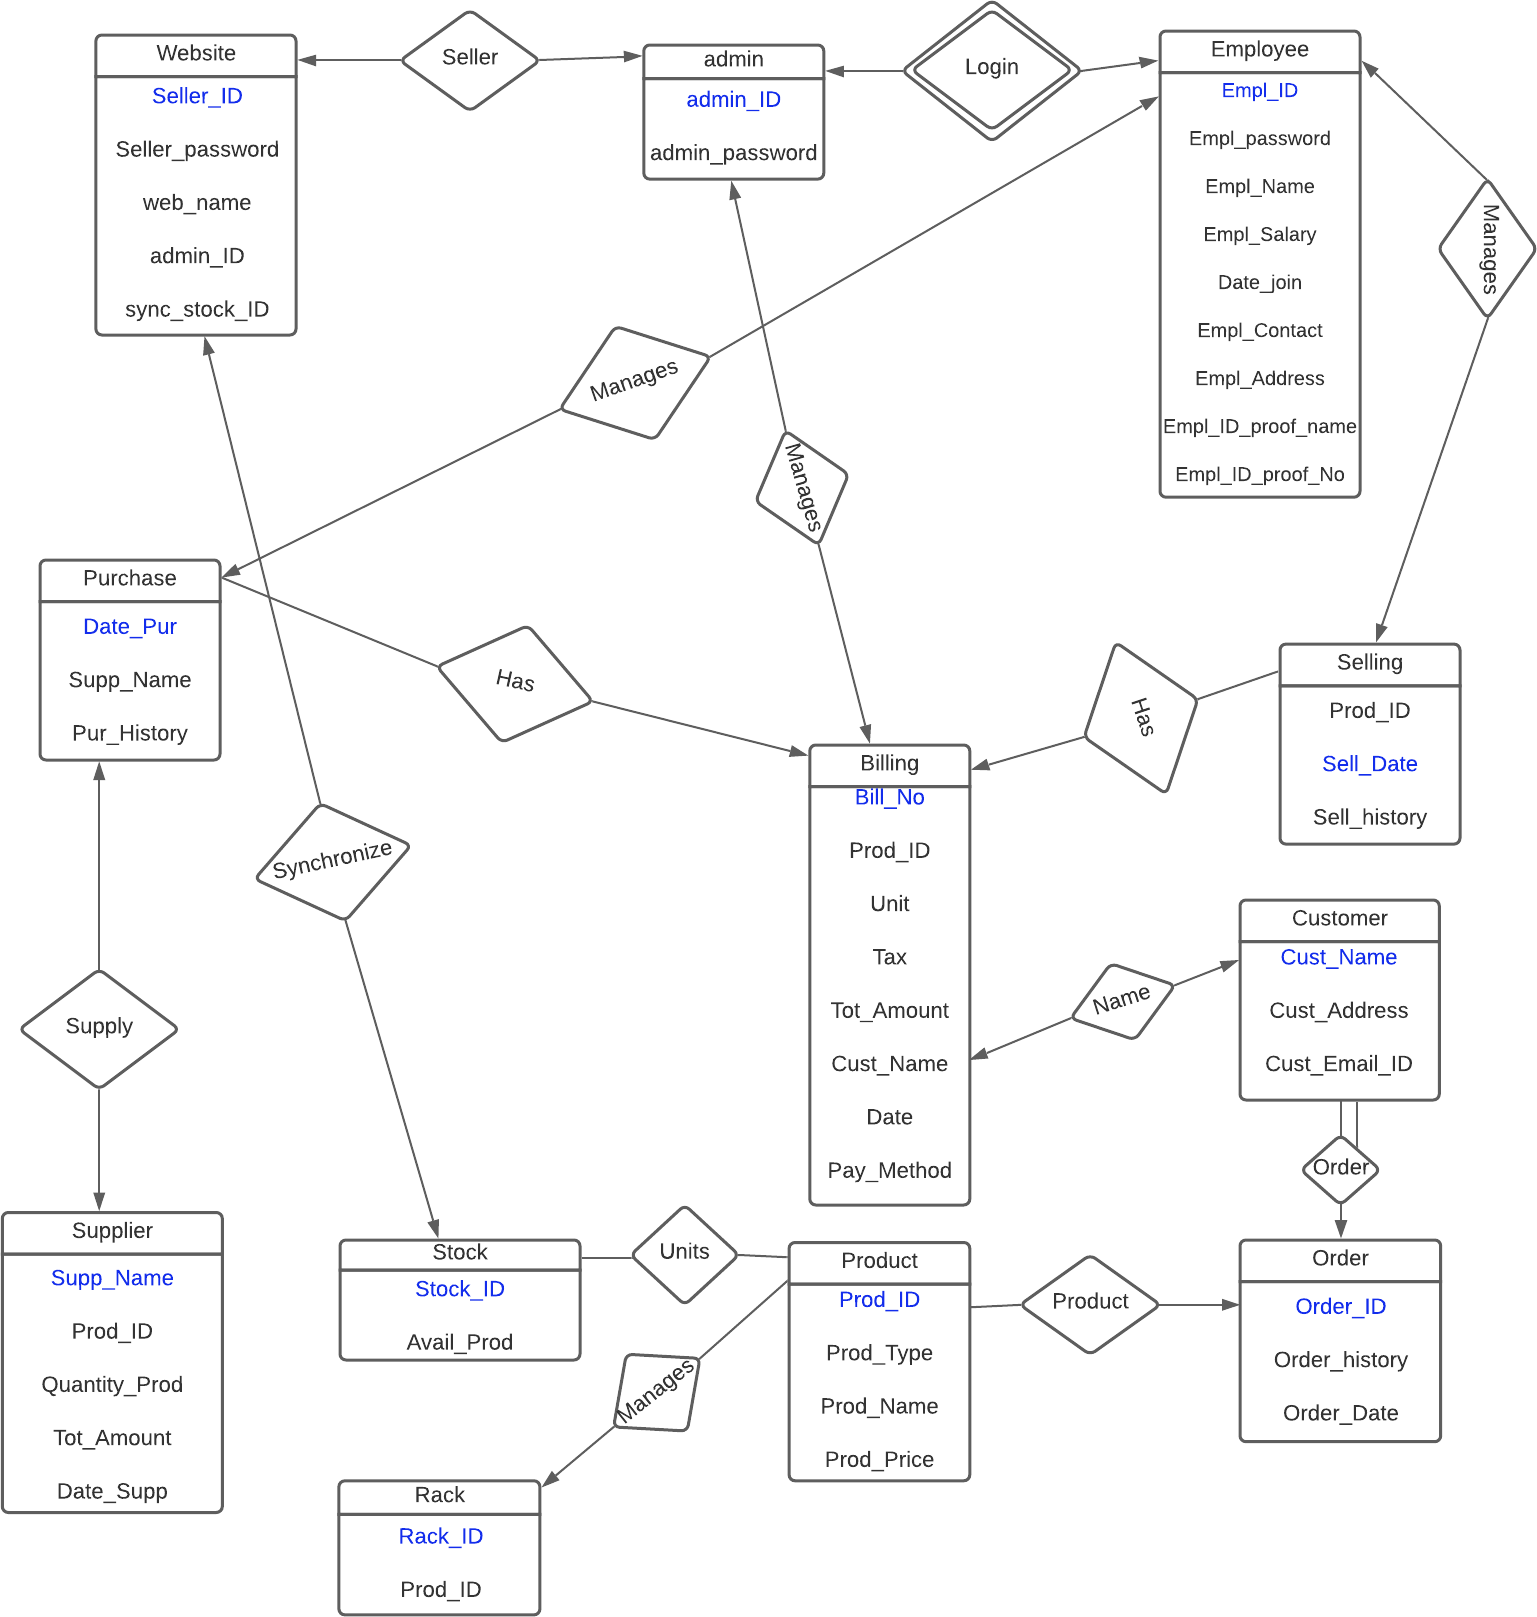 Website
Seller_ID
Seller_password
web_name
admin_ID
sync_stock_ID
Seller
admin
admin_ID
admin_password
Login
Employee
Empl_ID
Empl_password
Empl_Name
Empl_Salary
Date_join
Empl_Contact
Empl_Address
Empl_ID_proof_name
Empl_ID_proof_No
Manages
Manages
Manages
Purchase
Date_Pur
Supp_Name
Pur_History
Has
Has
Selling
Prod_ID
Sell_Date
Sell_history
Billing
Bill_No
Prod_ID
Unit
Tax
Tot_Amount
Cust_Name
Date
Pay_Method
Synchronize
Customer
Cust_Name
Cust_Address
Cust_Email_ID
Name
Supply
Order
Supplier
Supp_Name
Prod_ID
Quantity_Prod
Tot_Amount
Date_Supp
Stock
Stock_ID
Avail_Prod
Units
Product
Prod_ID
Prod_Type
Prod_Name
Prod_Price
Product
Order
Order_ID
Order_history
Order_Date
Manages
Rack
Rack_ID
Prod_ID